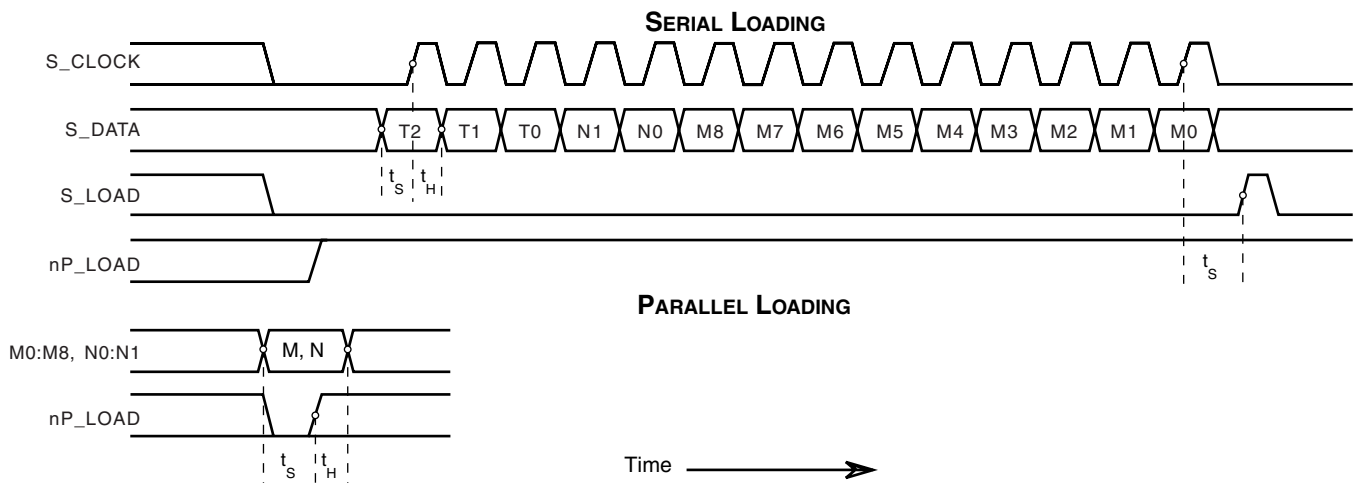 SERIAL LOADING
S_CLOCK
S_DATA T2 T1 T0 N1 N0 M8 M7 M6 M5 M4 M3 M2 M1 M0
tS tH
S_LOAD
nP_LOAD
tS
PARALLEL LOADING
M0:M8, N0:N1 M, N
nP_LOAD
tS tH
Time